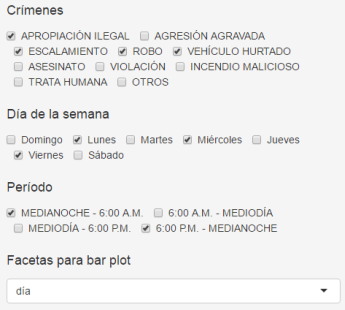 Crímenes
APROPIACIÓN ILEGAL AGRESIÓN AGRAVADA
ESCALAMIENTO ROBO VEHÍCULO HURTADO
ASESINATO VIOLACIÓN INCENDIO MALICIOSO
TRATA HUMANA OTROS
Día de la semana
Domingo Lunes Martes Miércoles Jueves
Viernes Sábado
Período
MEDIANOCHE - 6:00 A.M. 6:00 A.M. - MEDIODÍA
MEDIODÍA - 6:00 P.M. 6:00 P.M. - MEDIANOCHE
Facetas para bar plot
día